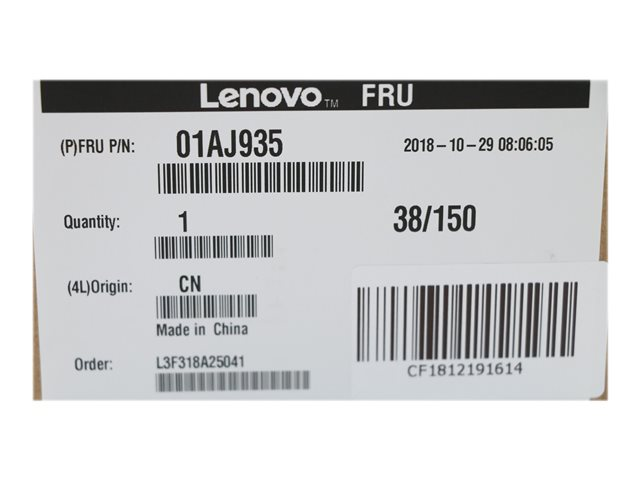 Lenovo™ FRU
(P)FRU P/N: 01AJ935 2018-10-29 08:06:05
Quantity: 1 38/150
(4L)Origin: CN
Made in China
Order: L3F318A25041
CF1812191614